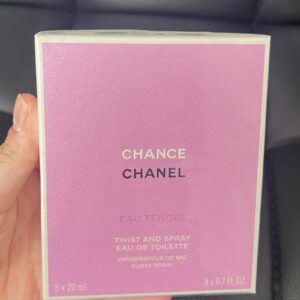 CHANCE
CHANEL
EAU TENDRE
TWIST AND SPRAY
EAU DE TOILETTE
VAPORISATEUR DE SAC
PURSE SPRAY
3 x 20 ml 3 x 0.7 FL. OZ.